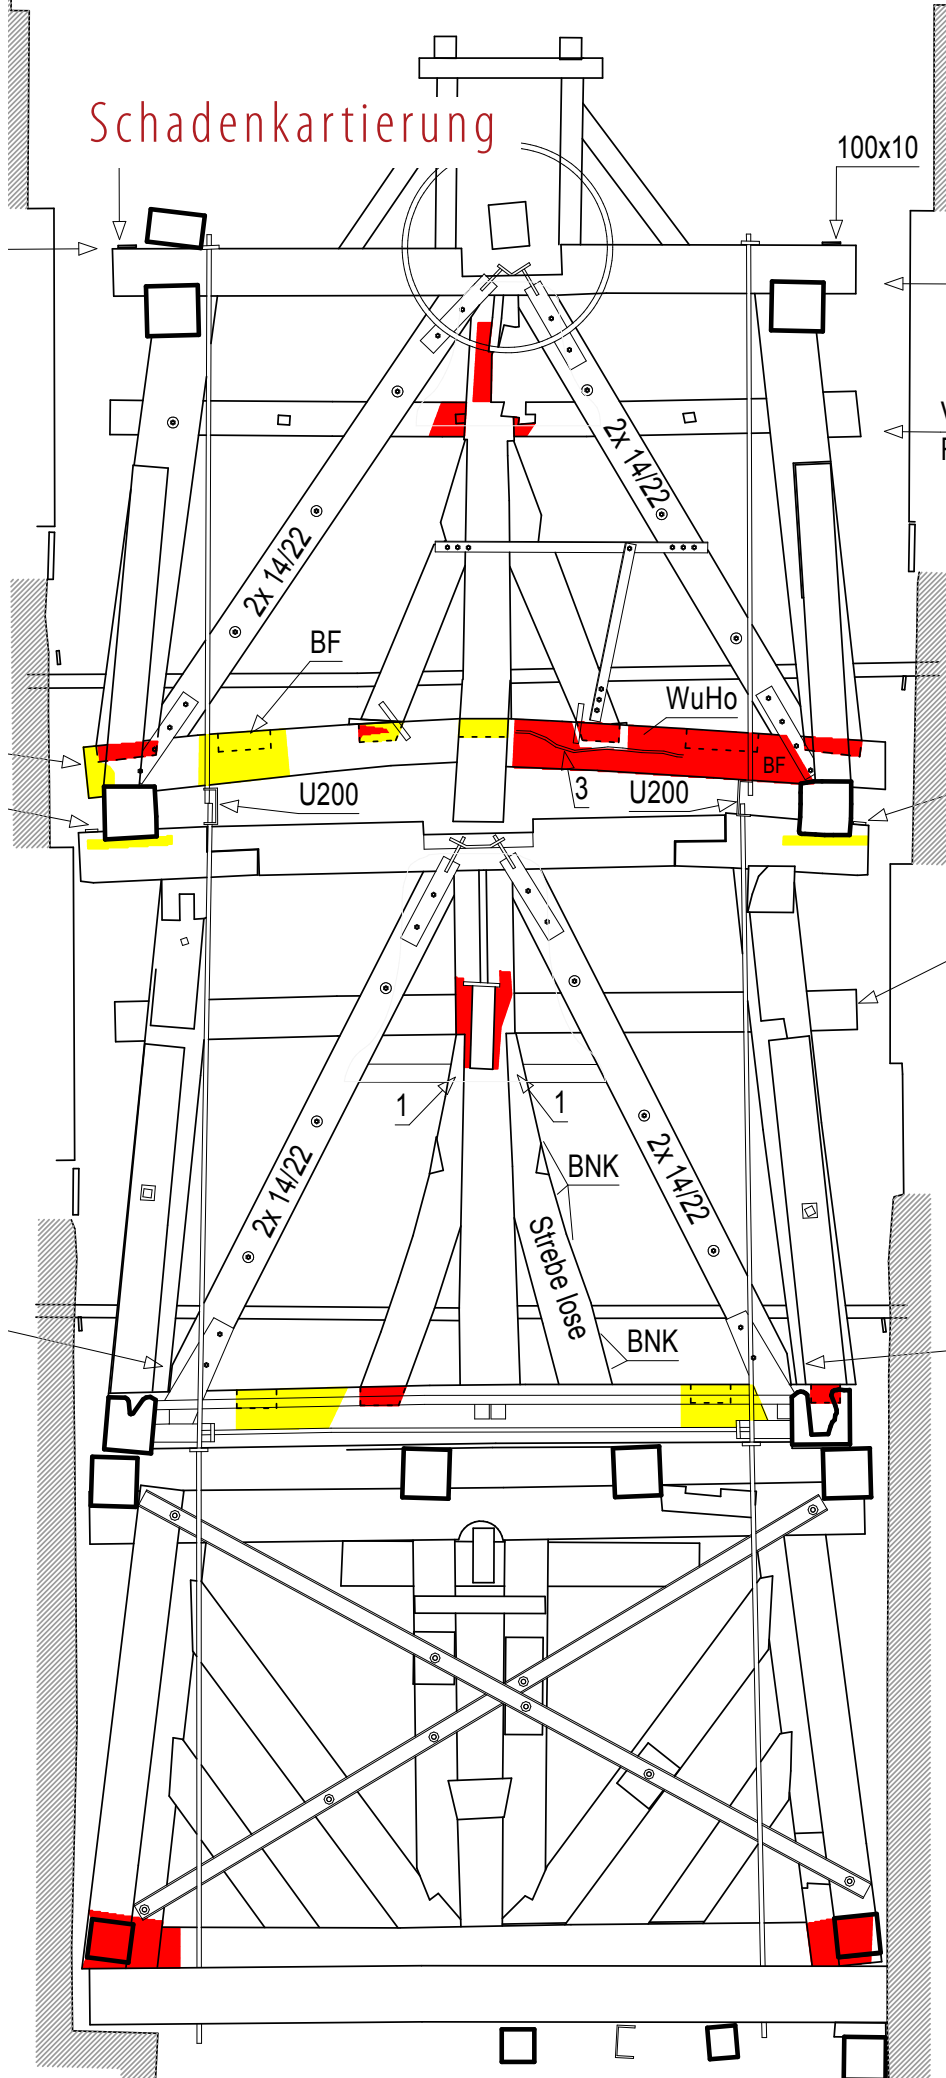 Schadenkartierung
100x10
2x 14/22
2x 14/22
BF
WuHo
BF
3
U200
U200
1
1
BNK
2x 14/22
2x 14/22
Strebe lose
BNK